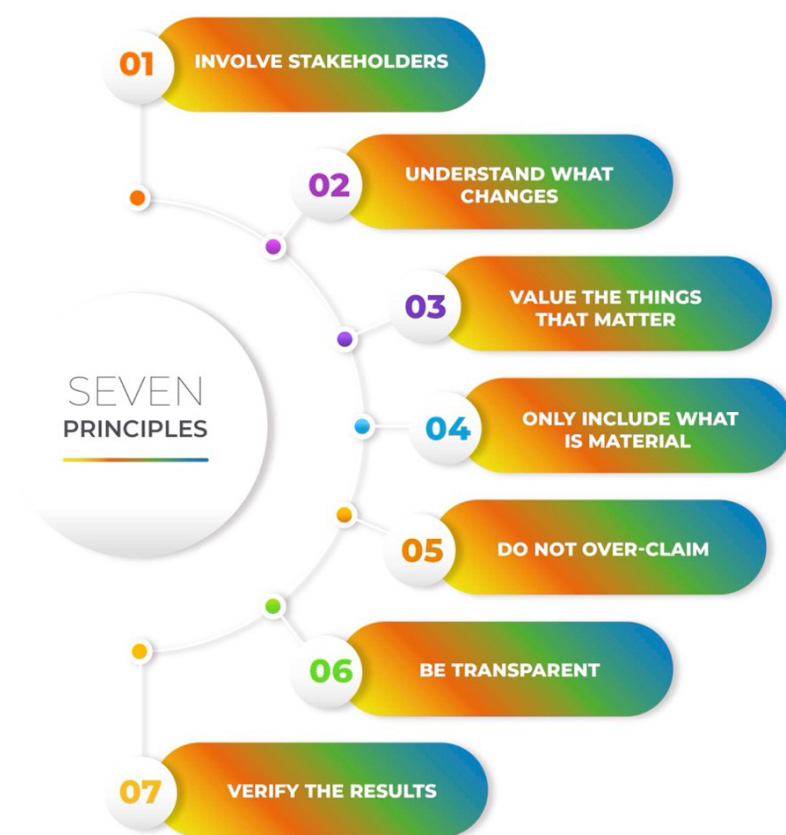 01
INVOLVE STAKEHOLDERS
02
UNDERSTAND WHAT
CHANGES
03
VALUE THE THINGS
THAT MATTER
SEVEN
PRINCIPLES
04
ONLY INCLUDE WHAT
IS MATERIAL
05
DO NOT OVER-CLAIM
06
BE TRANSPARENT
07
VERIFY THE RESULTS